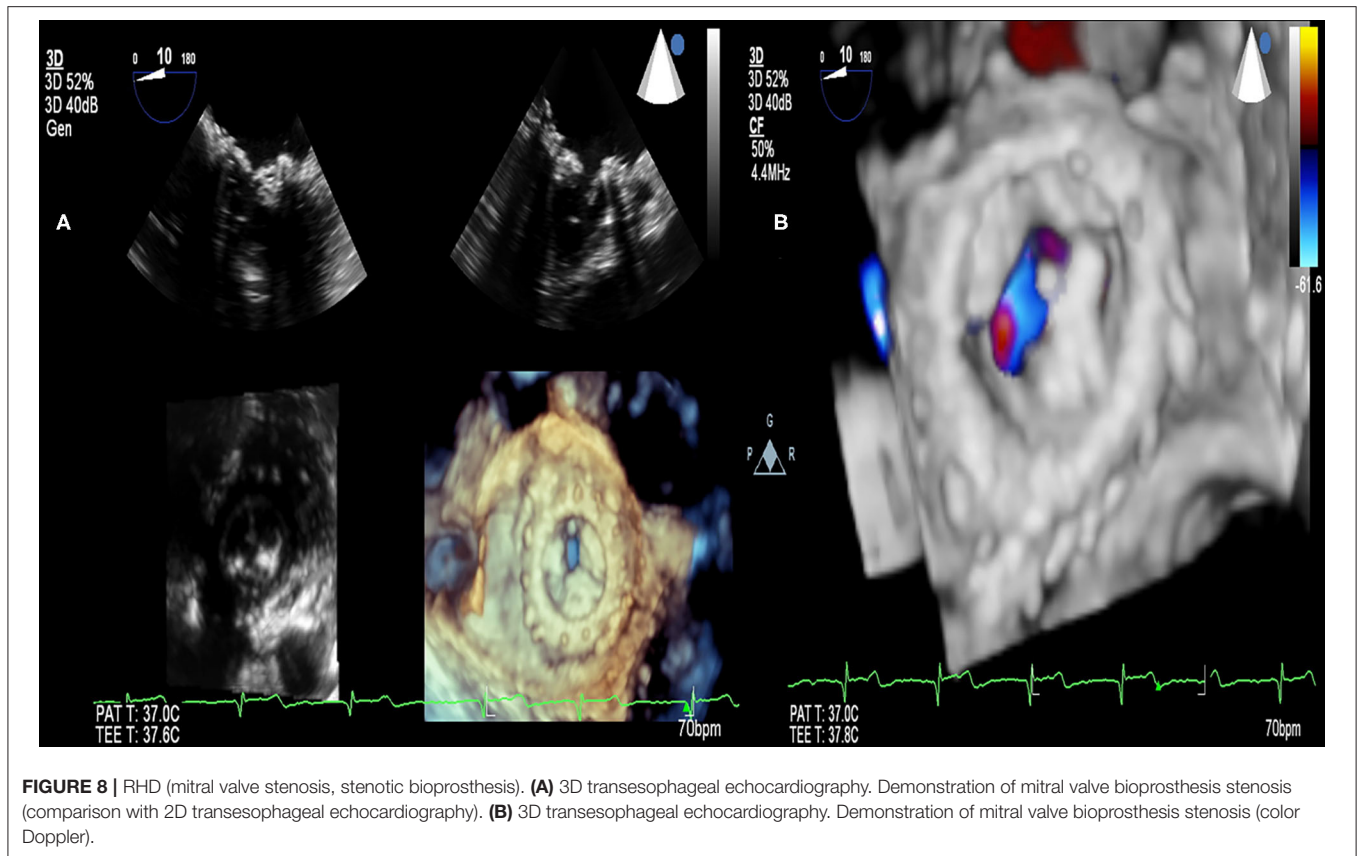 3D
3D 52%
3D 40dB
Gen
0 10 180
A
PAT T: 37.0C
TEE T: 37.6C
70bpm
3D
3D 52%
3D 40dB
CF
50%
4.4MHz
0 10 180
B
-61.6
G
P R
PAT T: 37.0C
TEE T: 37.8C
70bpm
FIGURE 8 | RHD (mitral valve stenosis, stenotic bioprosthesis). (A) 3D transesophageal echocardiography. Demonstration of mitral valve bioprosthesis stenosis
(comparison with 2D transesophageal echocardiography). (B) 3D transesophageal echocardiography. Demonstration of mitral valve bioprosthesis stenosis (color
Doppler).